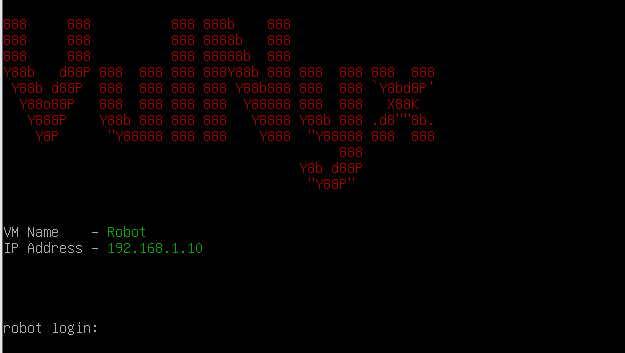 888     888          888 888b    888
888     888          888 8888b   888
888     888          888 88888b  888
Y88b   d88P 888  888 888 888Y88b 888 888  888 888  888
 Y88b d88P  888  888 888 888 Y88b888 888  888 `Y8bd8P'
  Y88o88P   888  888 888 888  Y88888 888  888   X88K
   Y888P    Y88b 888 888 888   Y8888 Y88b 888 .d8""8b.
    Y8P      "Y88888 888 888    Y888  "Y88888 888  888
                                          888
                                     Y8b d88P
                                      "Y88P"
VM Name    - Robot
IP Address - 192.168.1.10
robot login: